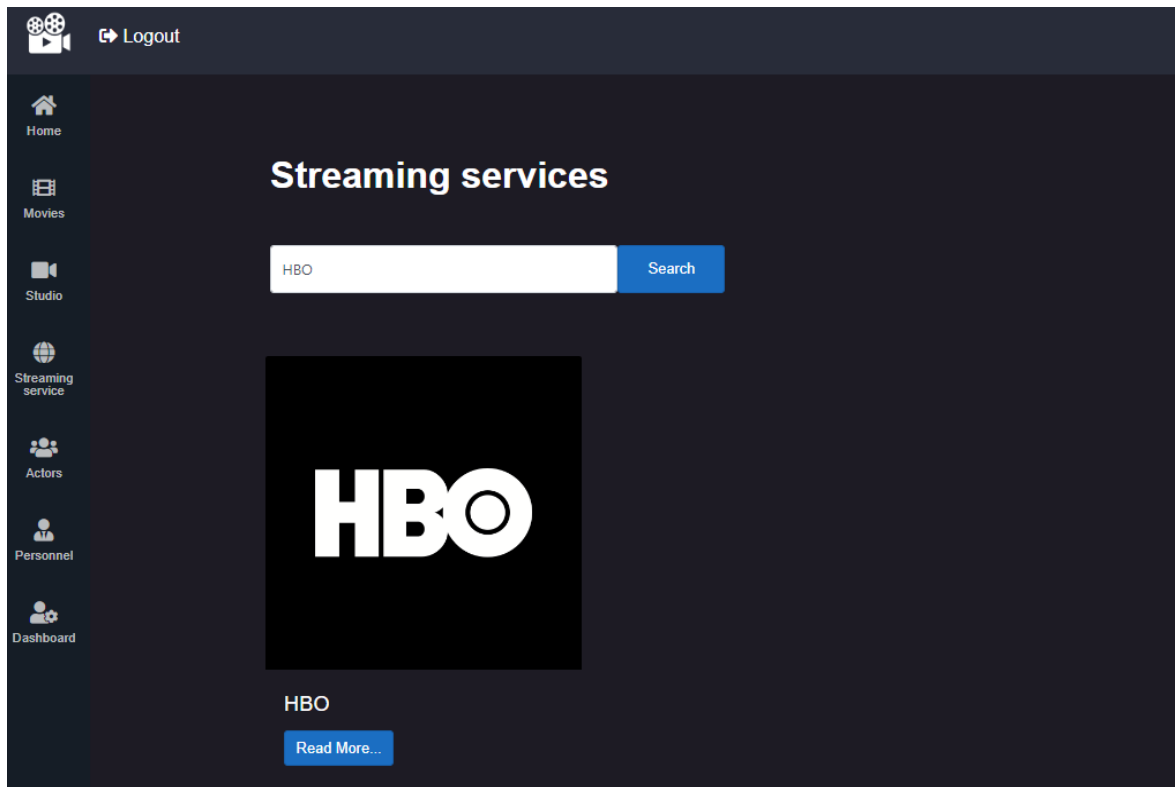 Logout
Home
Movies
Studio
Streaming
service
Actors
Personnel
Dashboard
Streaming services
HBO
Search
HBO
HBO
Read More...